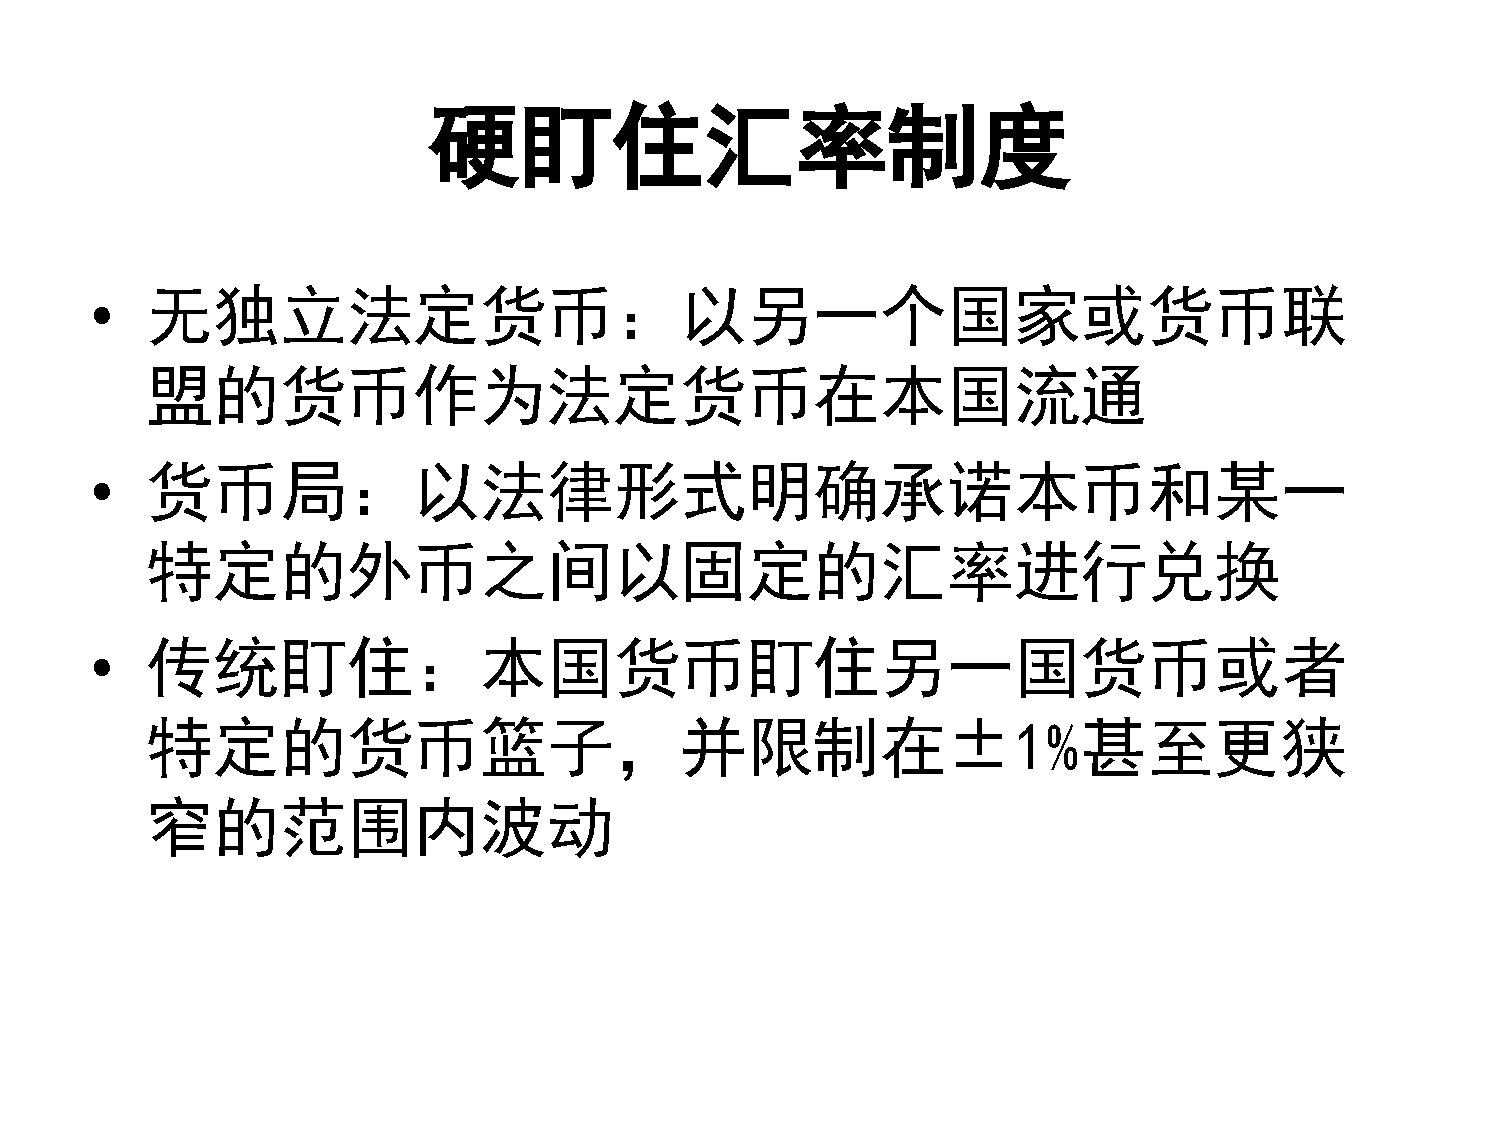 硬盯住汇率制度
• 无独立法定货币：以另一个国家或货币联
盟的货币作为法定货币在本国流通
• 货币局：以法律形式明确承诺本币和某一
特定的外币之间以固定的汇率进行兑换
• 传统盯住：本国货币盯住另一国货币或者
特定的货币篮子，并限制在±1%甚至更狭
窄的范围内波动